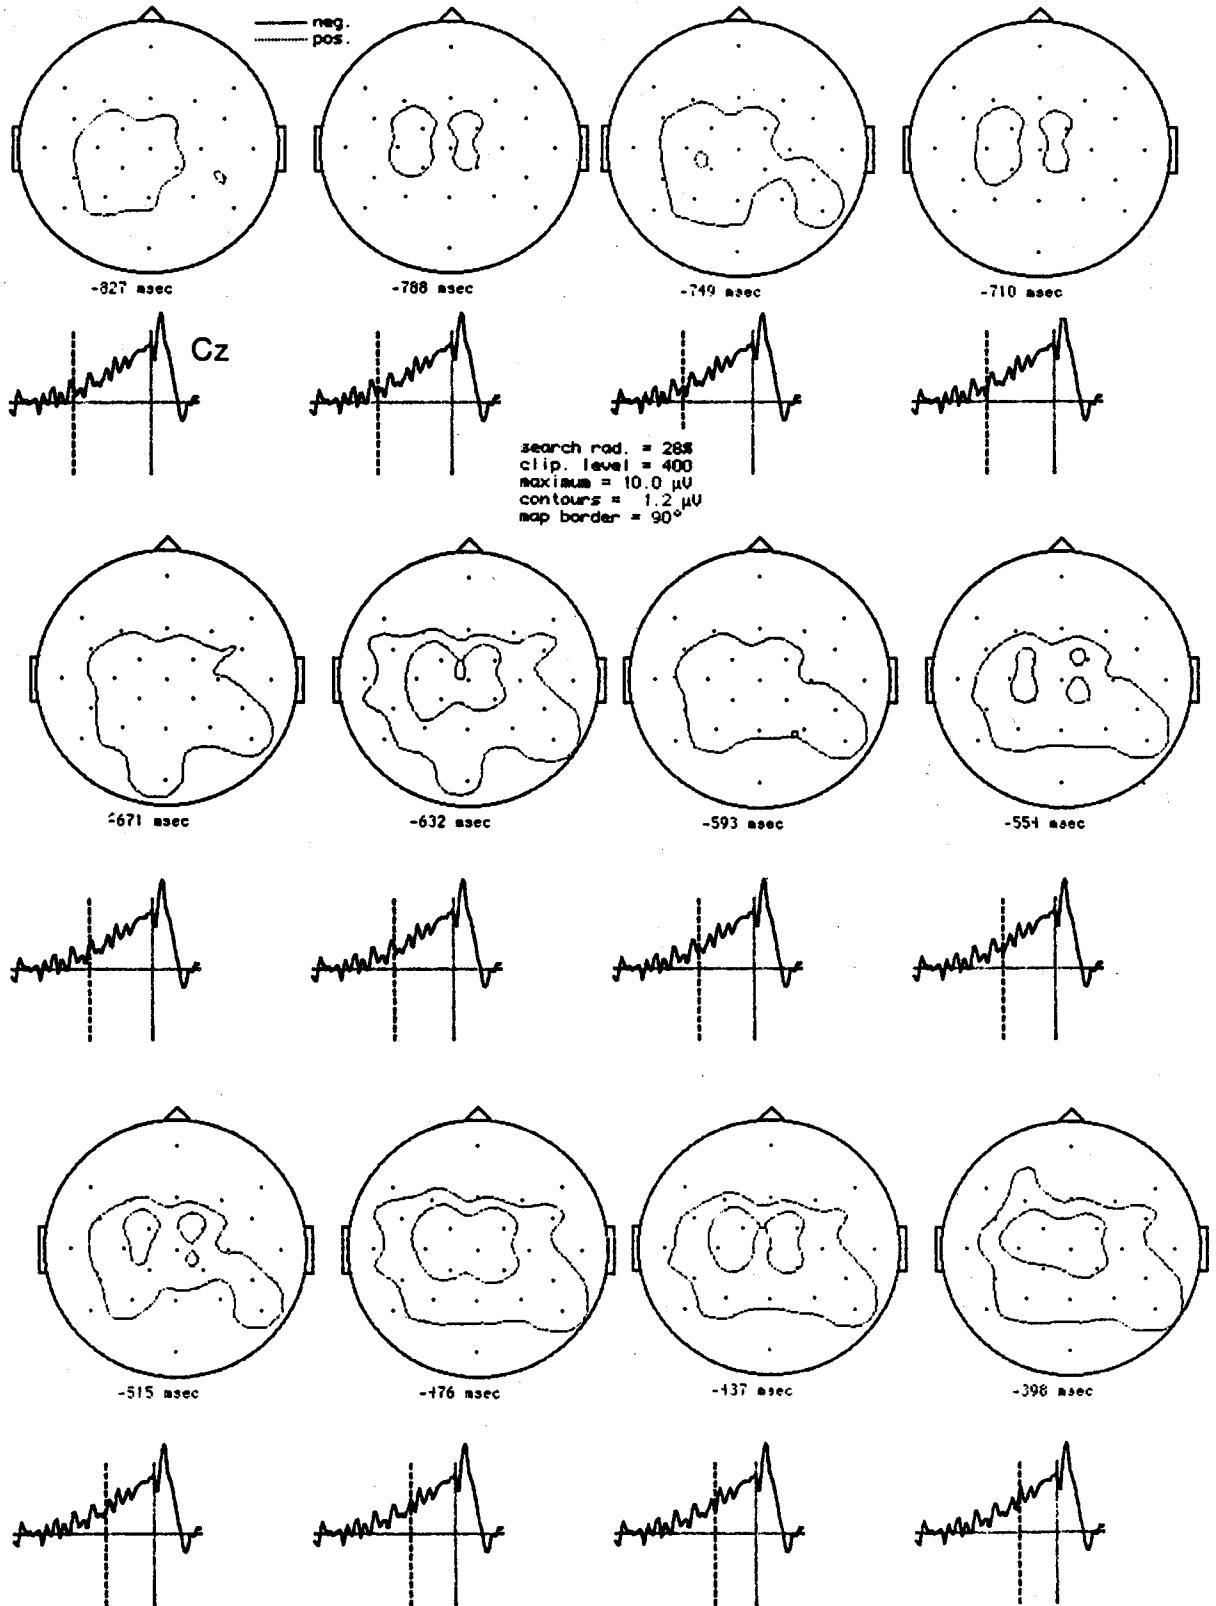 neg.
pos.
-827 msec
-788 msec
-749 msec
-710 msec
Cz
search rad. = 28%
clip. level = 400
maximum = 10.0 µV
contours = 1.2 µV
map border = 90°
-671 msec
-632 msec
-593 msec
-554 msec
-515 msec
-476 msec
-437 msec
-398 msec